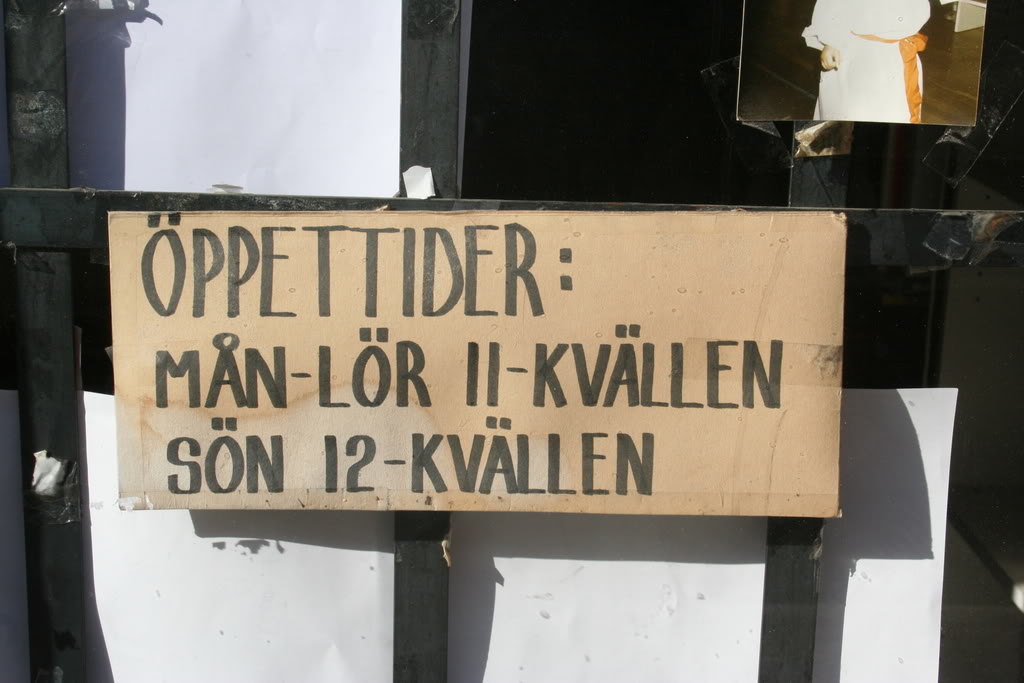 ÖPPETTIDER:
MÅN-LÖR 11-KVÄLLEN
SÖN 12-KVÄLLEN